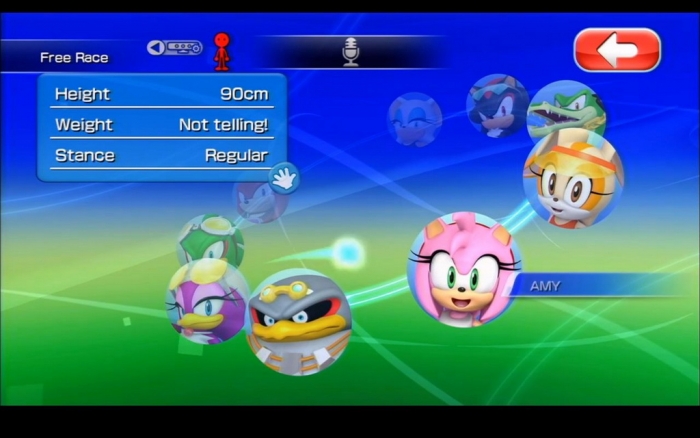 Free Race
Height 90cm
Weight Not telling!
Stance Regular
AMY